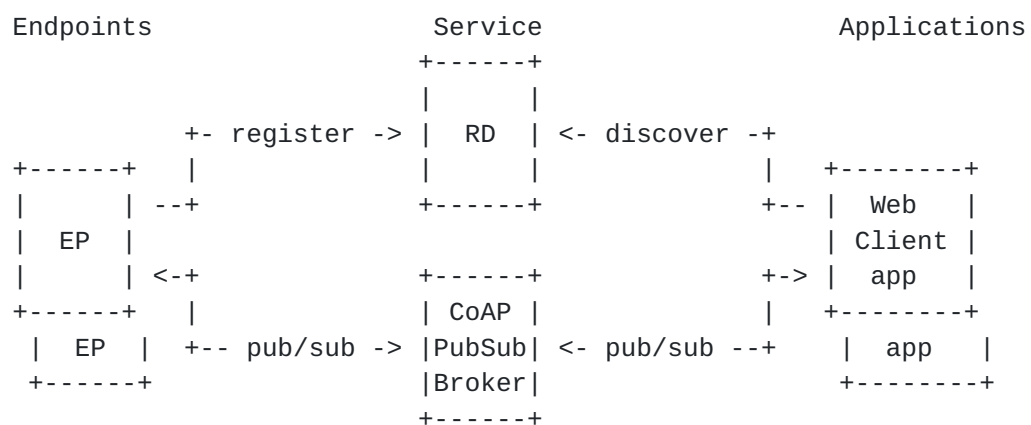 Endpoints Service Applications
+------+
| |
+- register -> | RD | <- discover -+
+------+ | | | | +--------+
| | --+ +------+ +-- | Web |
| EP | | Client |
| | <-+ +------+ +-> | app |
+------+ | | CoAP | | +--------+
| EP | +-- pub/sub -> |PubSub| <- pub/sub --+ | app |
+------+ |Broker| +--------+
+------+